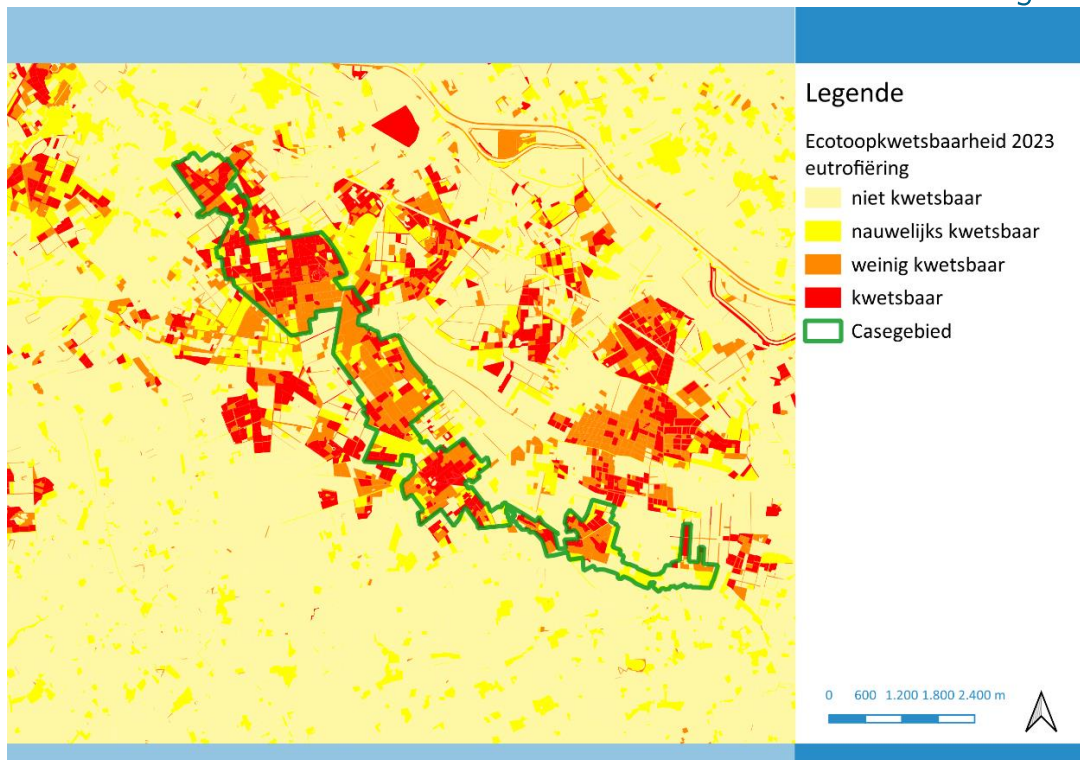 Legende
Ecotoopkwetsbaarheid 2023
eutrofiëring
niet kwetsbaar
nauwelijks kwetsbaar
weinig kwetsbaar
kwetsbaar
Casegebied
0 600 1.200 1.800 2.400 m